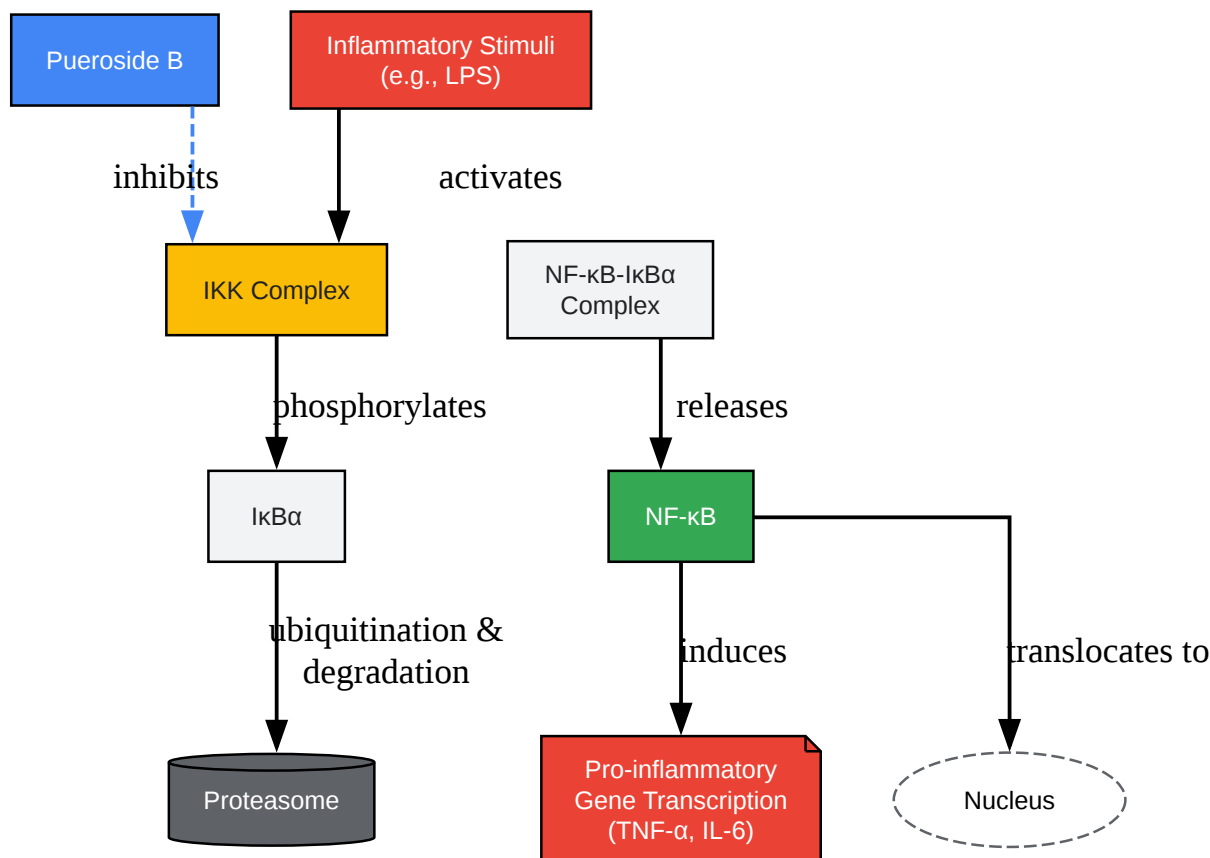 Pueroside B
Inflammatory Stimuli
(e.g., LPS)
inhibits
activates
IKK Complex
NF-κB-IκBα
Complex
phosphorylates
releases
IκBα
NF-κB
ubiquitination &
degradation
induces
translocates to
Proteasome
Pro-inflammatory
Gene Transcription
(TNF-α, IL-6)
Nucleus